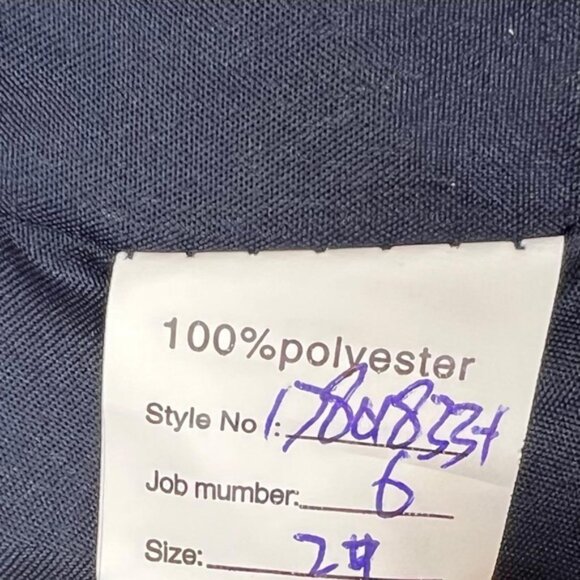 100%polyester
Style No:
Job mumber: 6
Size: 2#